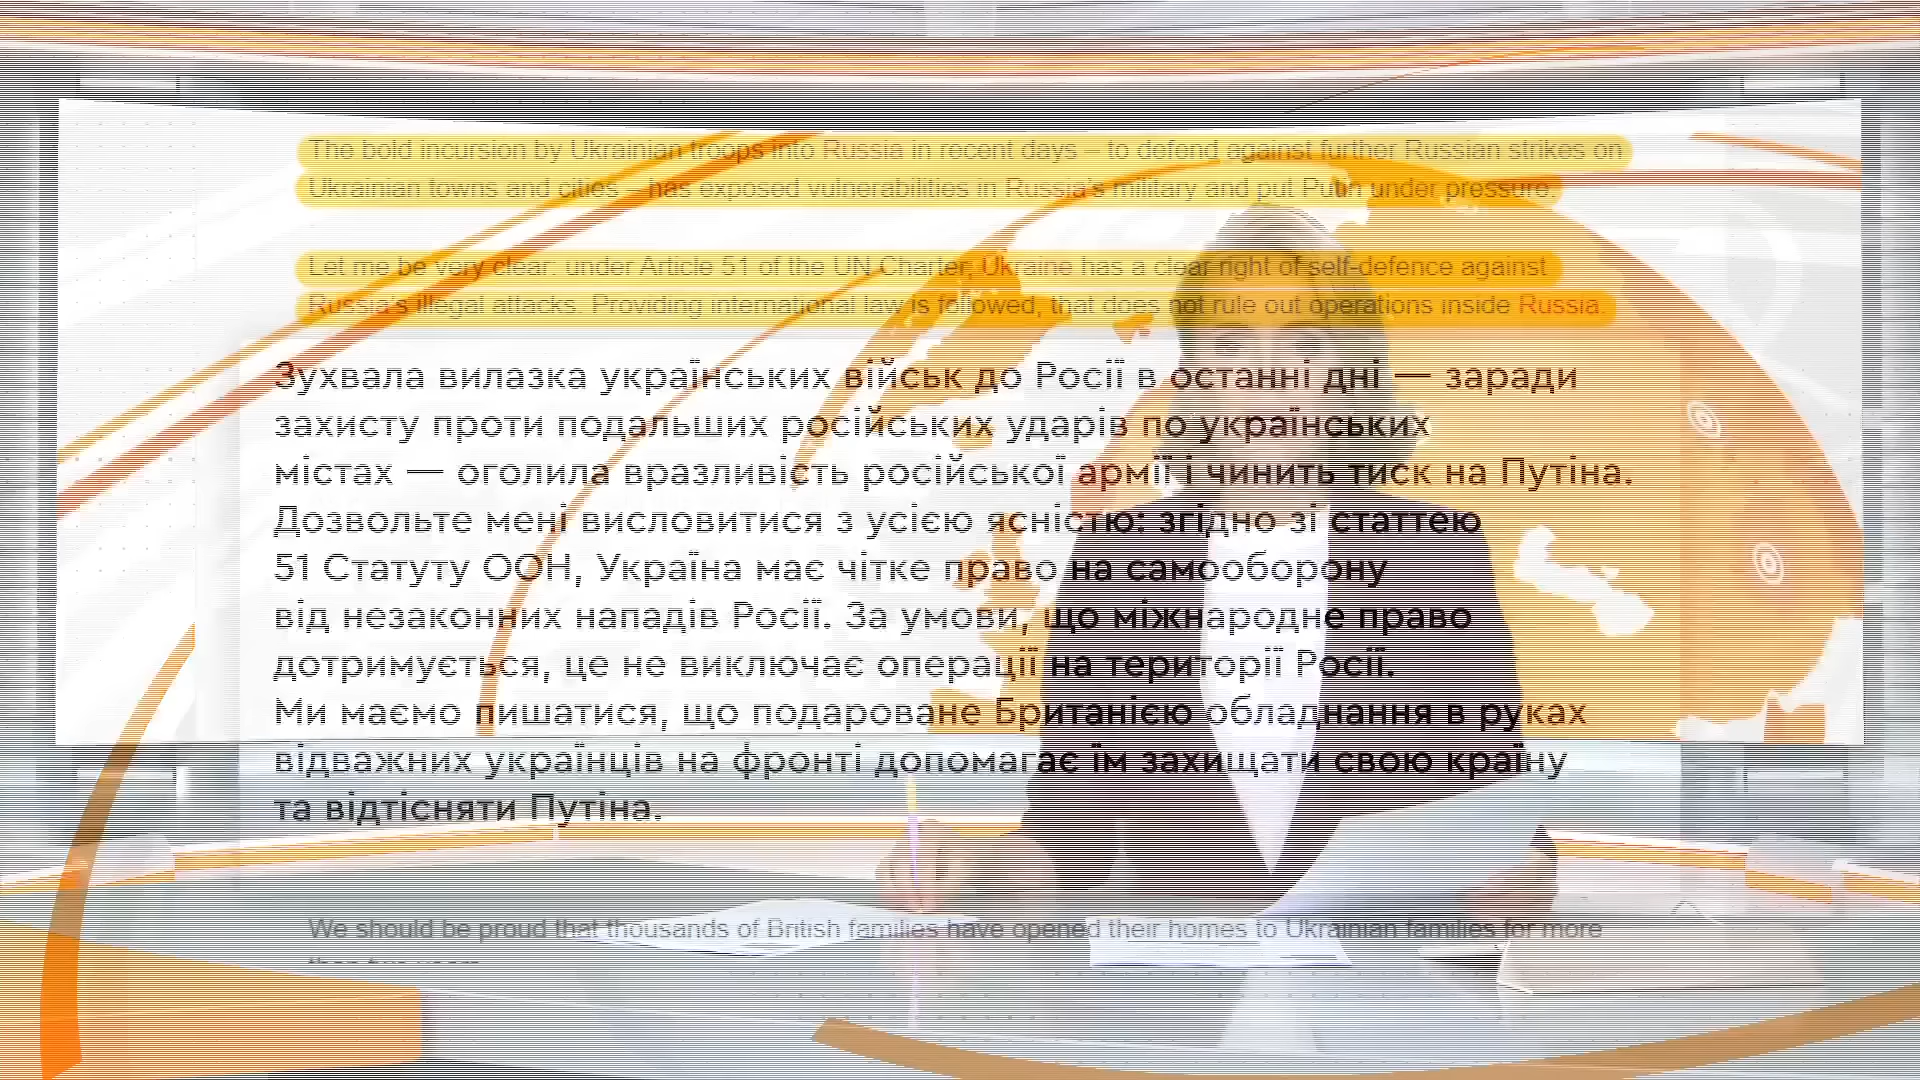 The bold incursion by Ukrainian troops into Russia in recent days – to defend against further Russian strikes on
Ukrainian towns and cities – has exposed vulnerabilities in Russia's military and put Putin under pressure.
Let me be very clear: under Article 51 of the UN Charter, Ukraine has a clear right of self-defence against
Russia's illegal attacks. Providing international law is followed, that does not rule out operations inside Russia.
Зухвала вилазка українських військ до Росії в останні дні — заради
захисту проти подальших російських ударів по українських
містах — оголила вразливість російської армії і чинить тиск на Путіна.
Дозвольте мені висловитися з усією ясністю: згідно зі статтею
51 Статуту ООН, Україна має чітке право на самооборону
від незаконних нападів Росії. За умови, що міжнародне право
дотримується, це не виключає операції на території Росії.
Ми маємо пишатися, що подароване Британією обладнання в руках
відважних українців на фронті допомагає їм захищати свою країну
та відтісняти Путіна.
We should be proud that thousands of British families have opened their homes to Ukrainian families for more